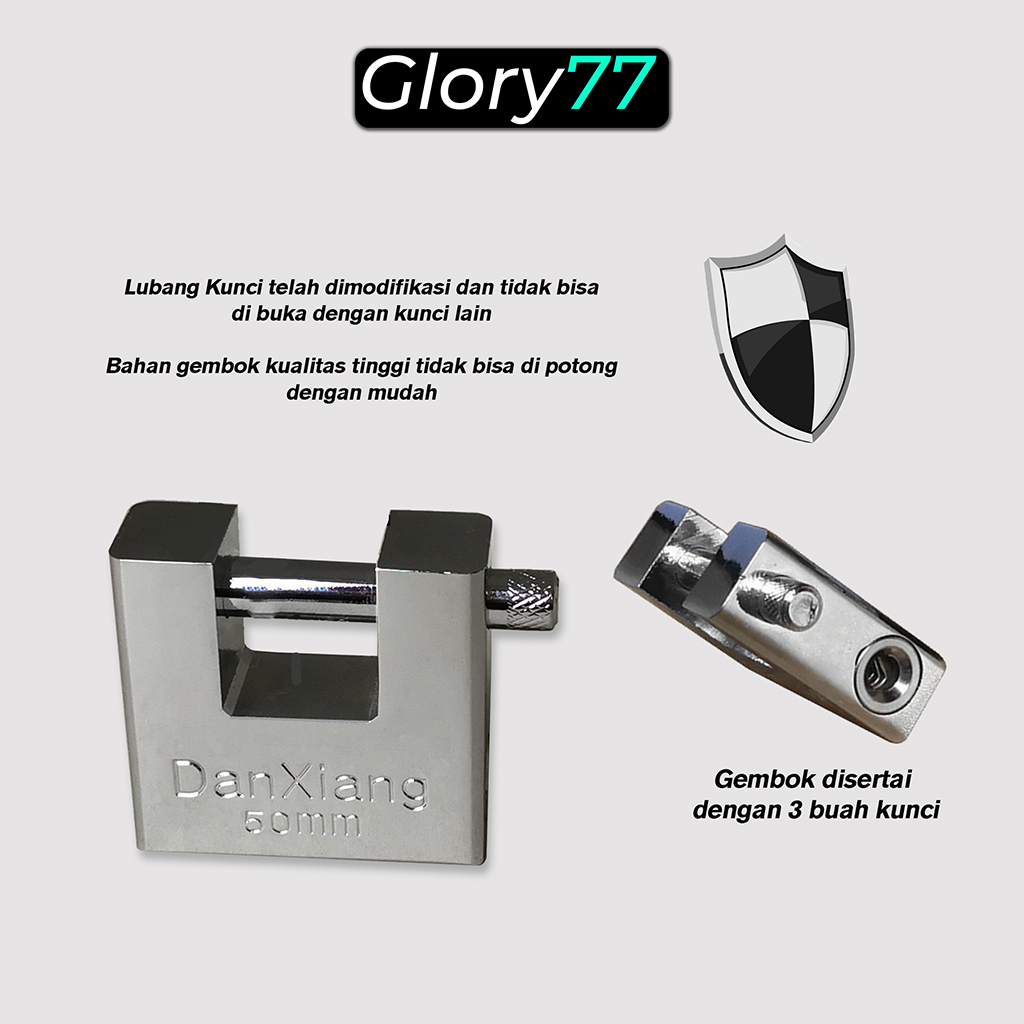 Glory77
Lubang Kunci telah dimodifikasi dan tidak bisa
di buka dengan kunci lain
Bahan gembok kualitas tinggi tidak bisa di potong
dengan mudah
DanXiang
50mm
Gembok disertai
dengan 3 buah kunci